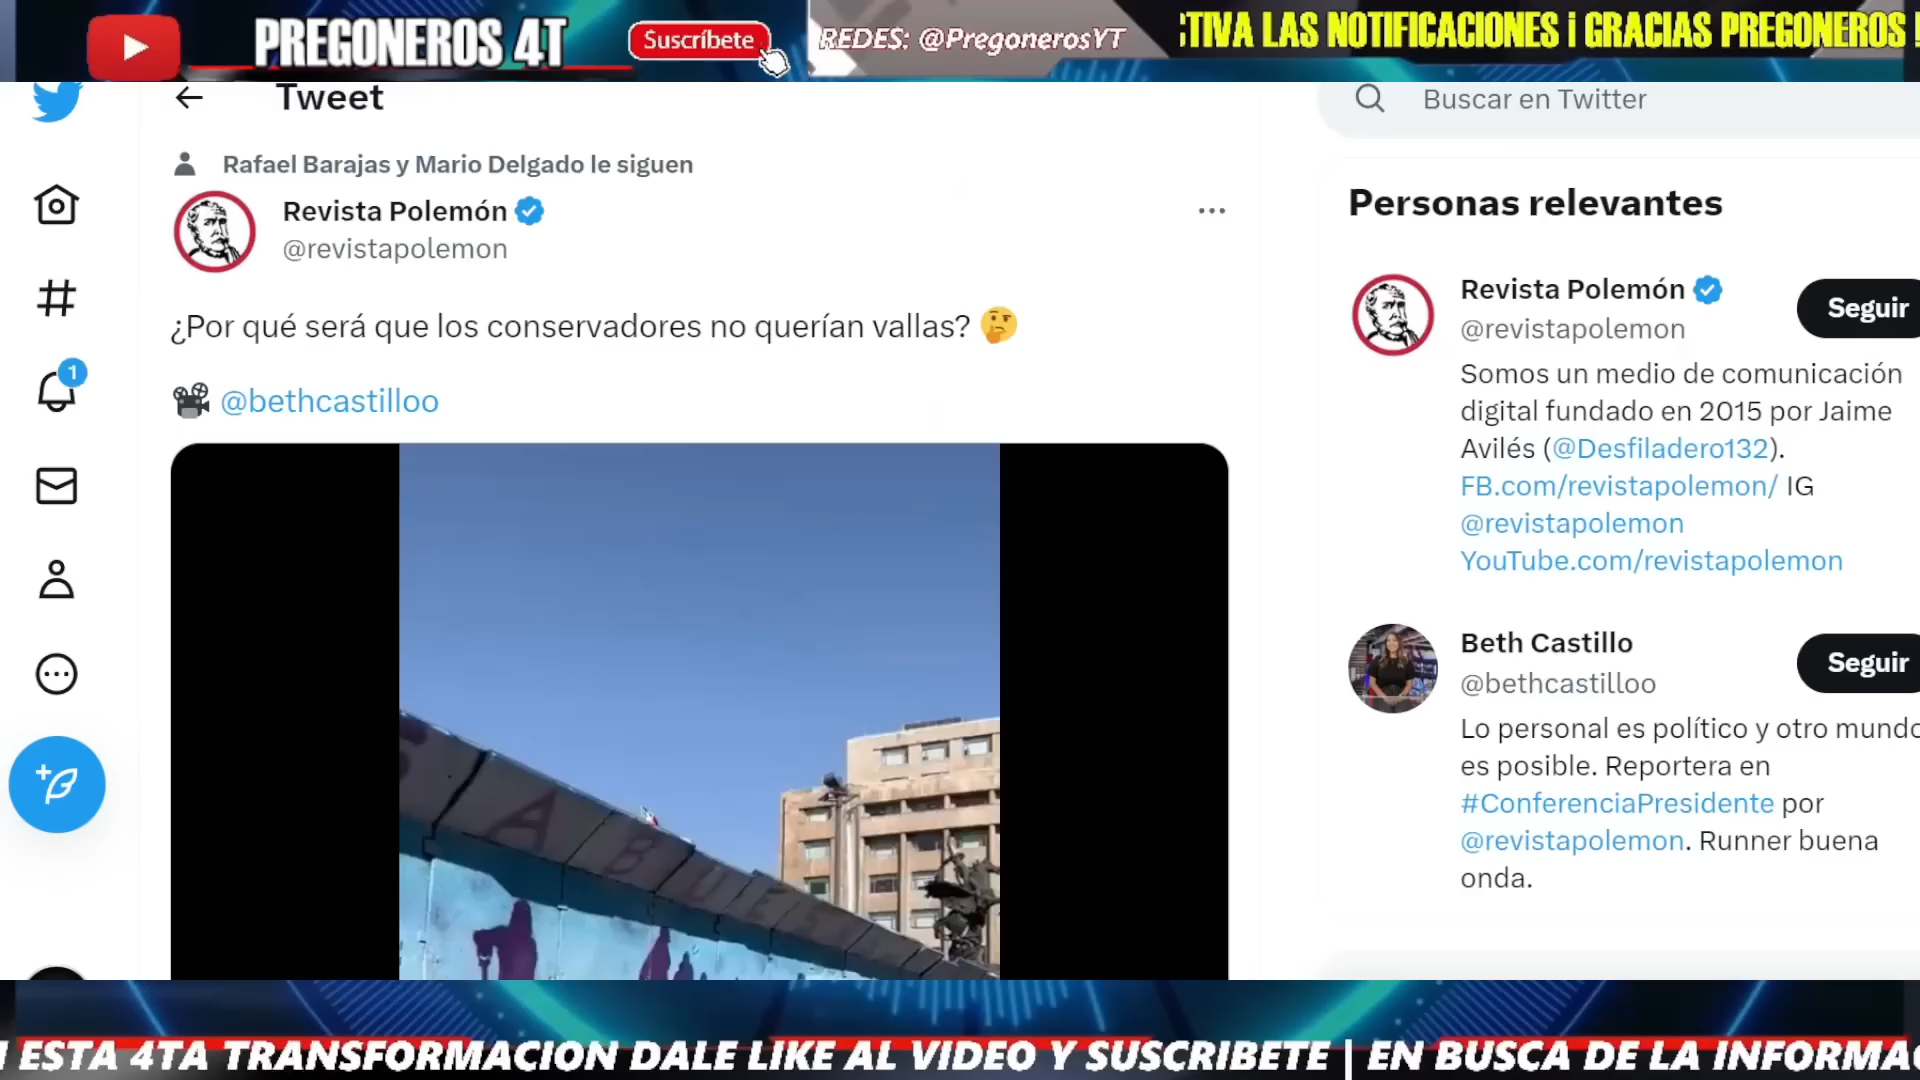 PREGONEROS 4T
Suscríbete
REDES: @PregonerosYT
TIVA LAS NOTIFICACIONES ¡ GRACIAS PREGONEROS !
Tweet
Buscar en Twitter
Rafael Barajas y Mario Delgado le siguen
Revista Polemón
@revistapolemon
¿Por qué será que los conservadores no querían vallas? 🤔
@bethcastilloo
1
Personas relevantes
Revista Polemón
@revistapolemon
Seguir
Somos un medio de comunicación
digital fundado en 2015 por Jaime
Avilés (@Desfiladero132).
FB.com/revistapolemon/ IG
@revistapolemon
YouTube.com/revistapolemon
Beth Castillo
@bethcastilloo
Seguir
Lo personal es político y otro mundo
es posible. Reportera en
#ConferenciaPresidente por
@revistapolemon. Runner buena
onda.
ESTA 4TA TRANSFORMACION DALE LIKE AL VIDEO Y SUSCRIBETE | EN BUSCA DE LA INFORMA